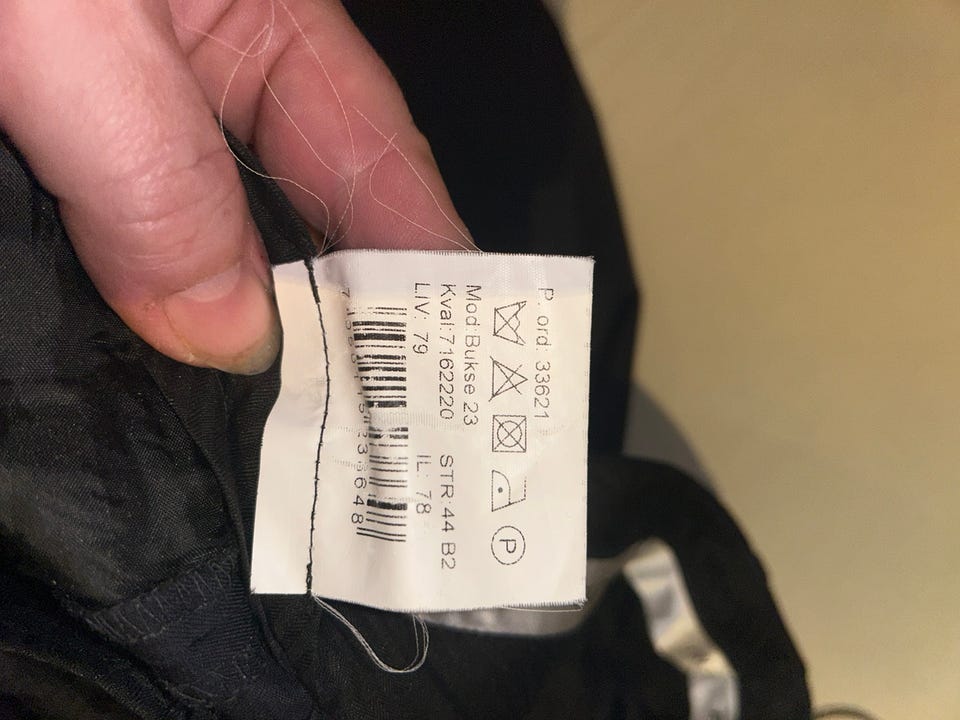 P. ord: 33621
P
Mod:Bukse 23
Kval:7162220 STR:44 B2
LIV: 79 IL: 78